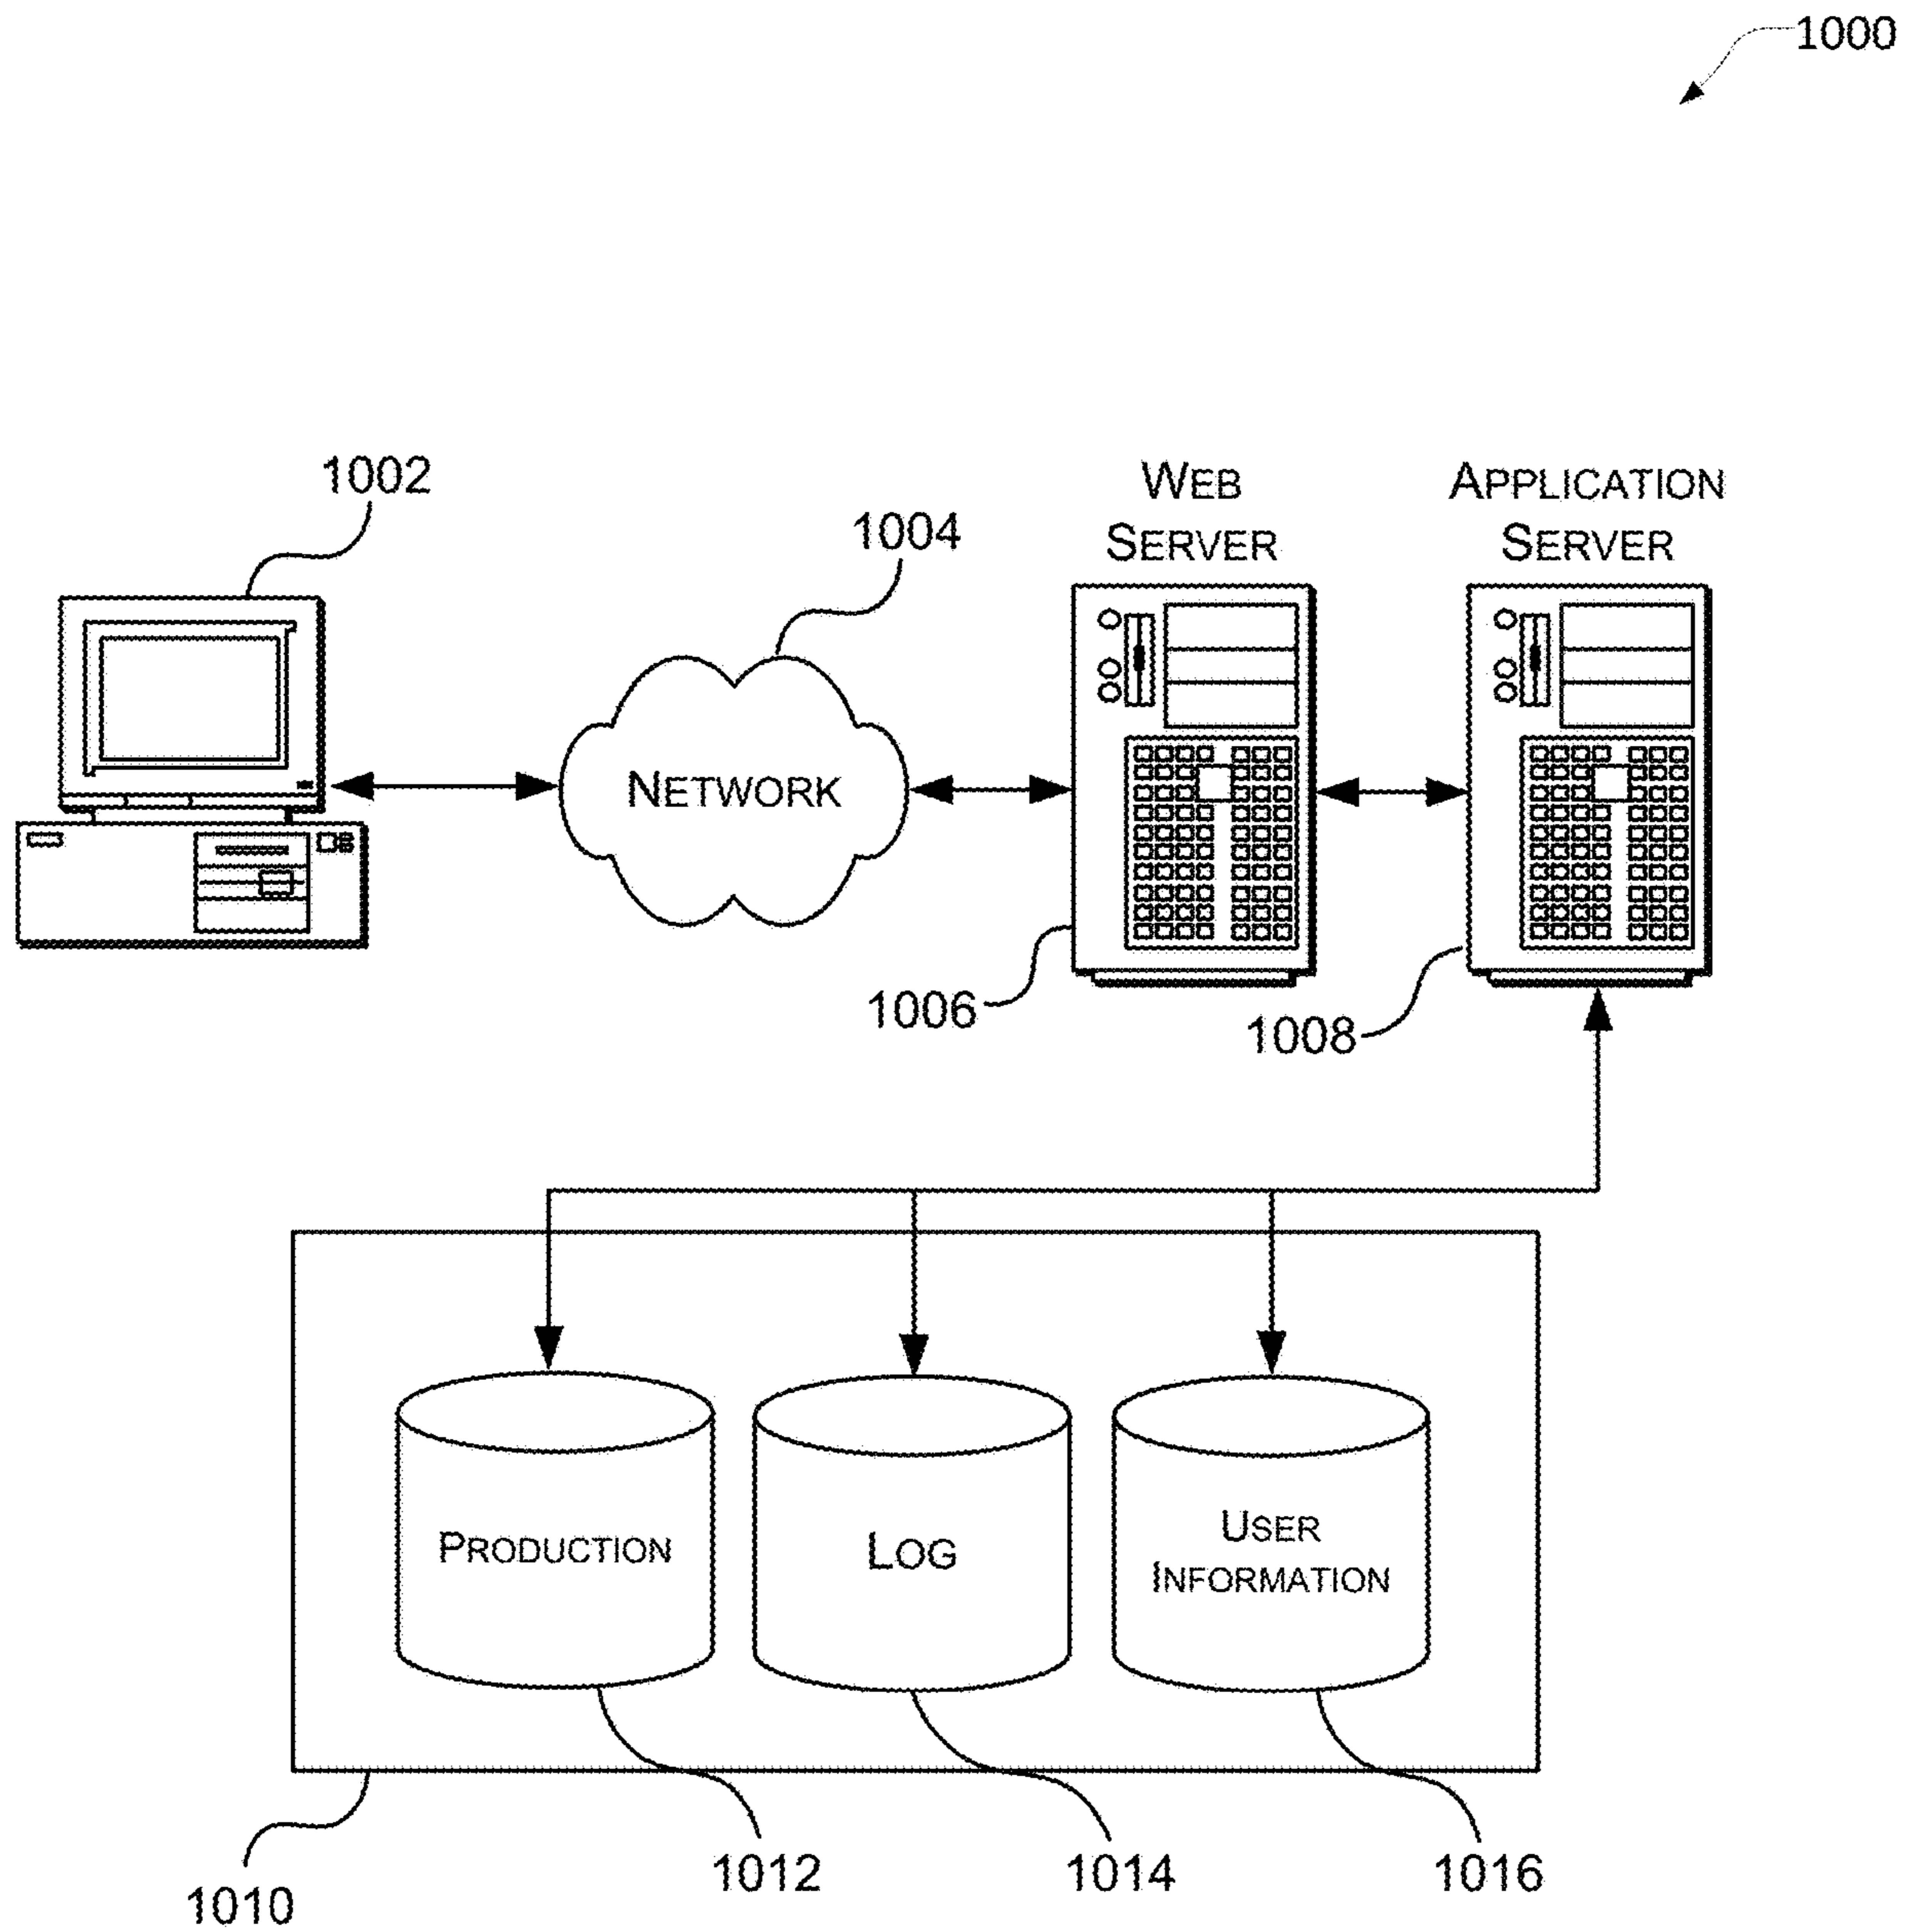 1000
1002
1004
WEB
SERVER
APPLICATION
SERVER
NETWORK
1006
1008
PRODUCTION
LOG
USER
INFORMATION
1010
1012
1014
1016